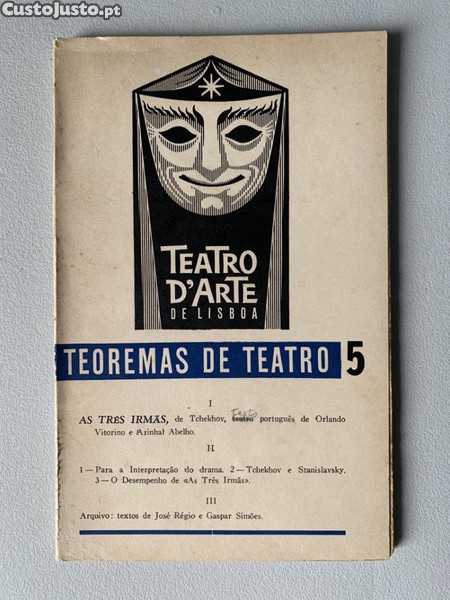 CustoJusto.pt
TEATRO
D'ARTE
DE LISBOA
TEOREMAS DE TEATRO 5
I
AS TRES IRMÃS, de Tchekhov, teatro texto português de Orlando
Vitorino e Azinhal Abelho.
II
1 — Para a Interpretação do drama. 2 — Tchekhov e Stanislavsky.
3 — O Desempenho de «As Três Irmãs».
III
Arquivo: textos de José Régio e Gaspar Simões.